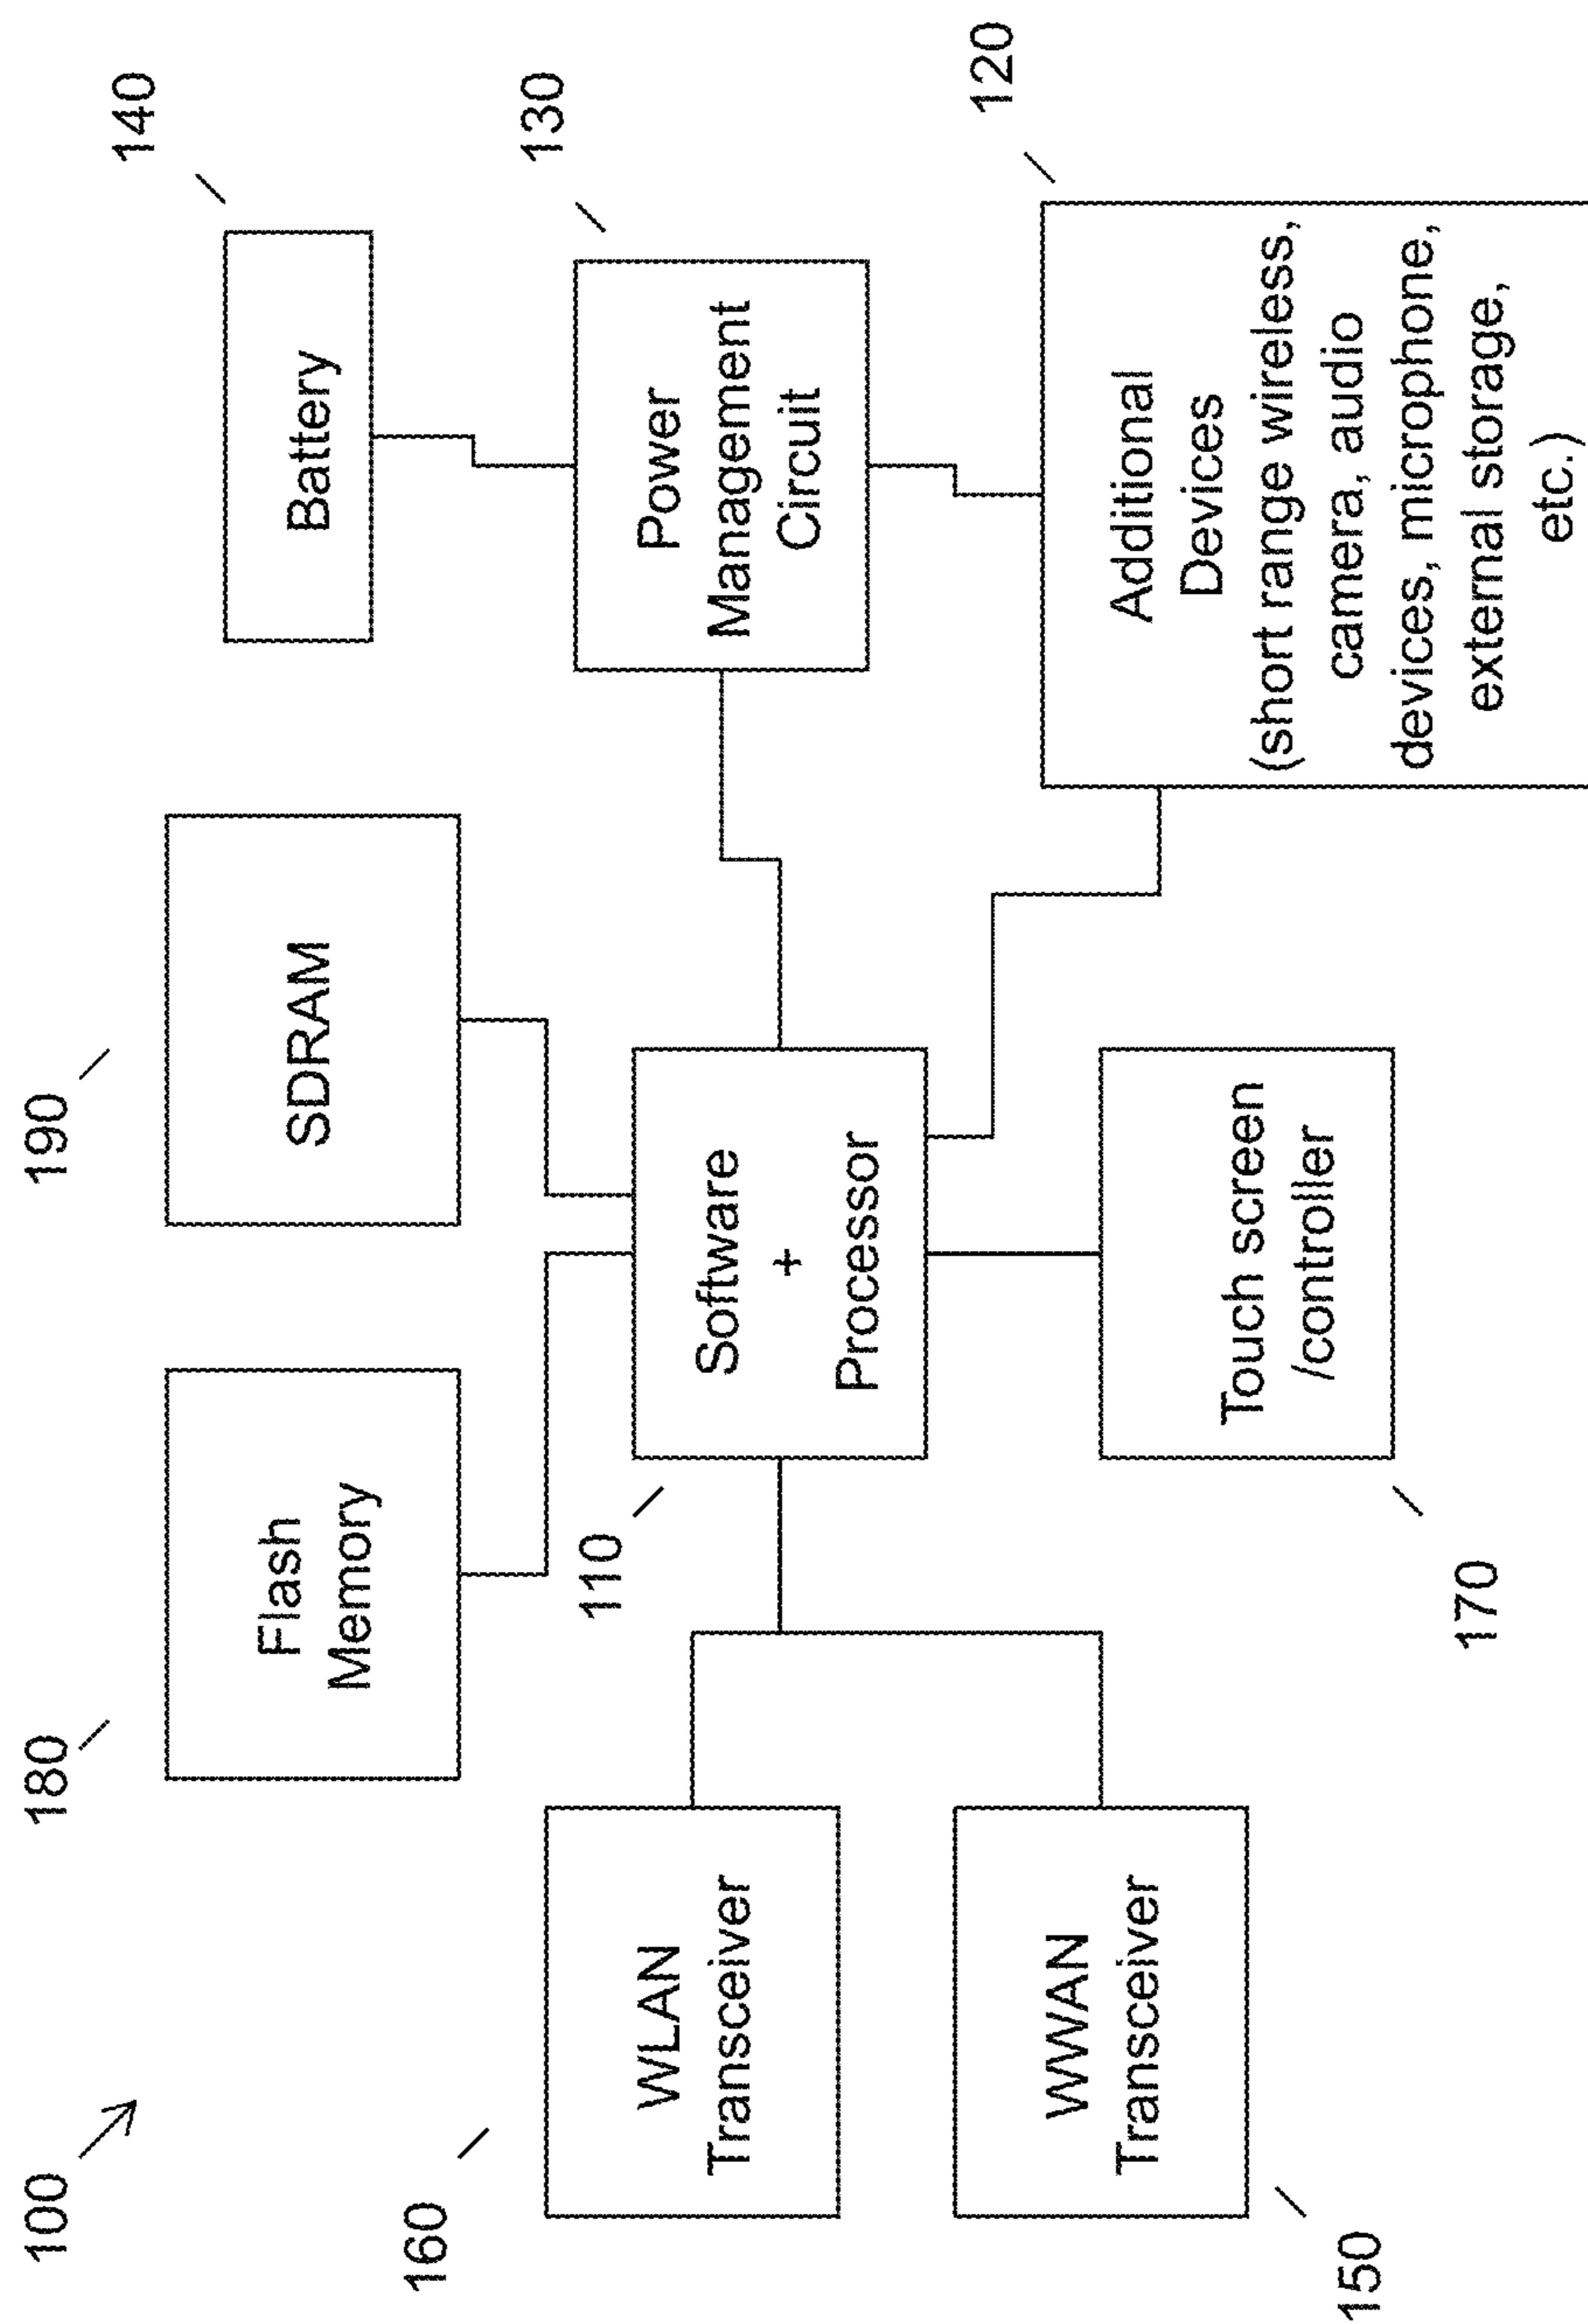 100
180
190
140
Flash
Memory
SDRAM
Battery
160
WLAN
Transceiver
110
Software
+
Processor
130
Power
Management
Circuit
150
WWAN
Transceiver
170
Touch screen
/controller
120
Additional
Devices
(short range wireless,
camera, audio
devices, microphone,
external storage,
etc.)